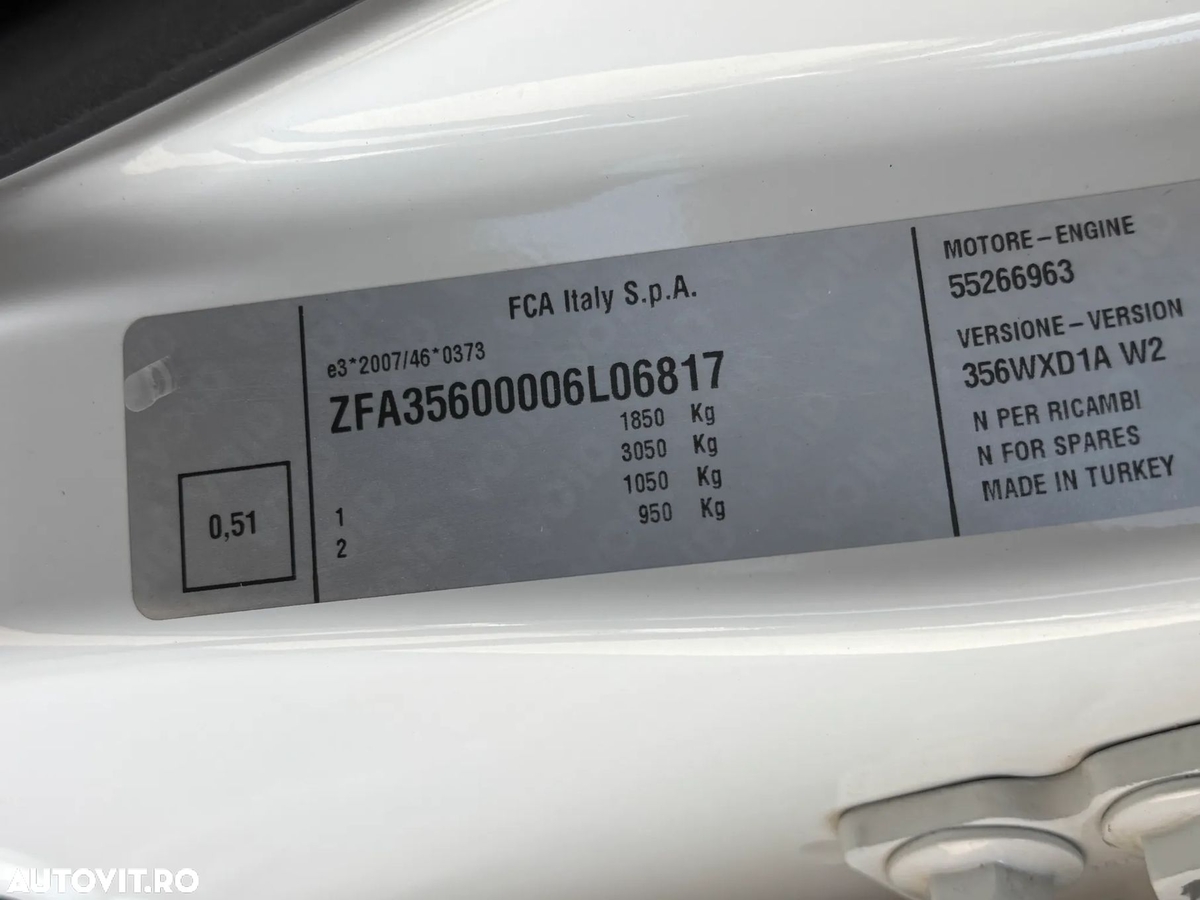 FCA Italy S.p.A.
e3*2007/46*0373
ZFA35600006L06817
1850 Kg
3050 Kg
1 1050 Kg
2 950 Kg
0,51
MOTORE – ENGINE
55266963
VERSIONE – VERSION
356WXD1A W2
N PER RICAMBI
N FOR SPARES
MADE IN TURKEY
AUTOVIT.RO